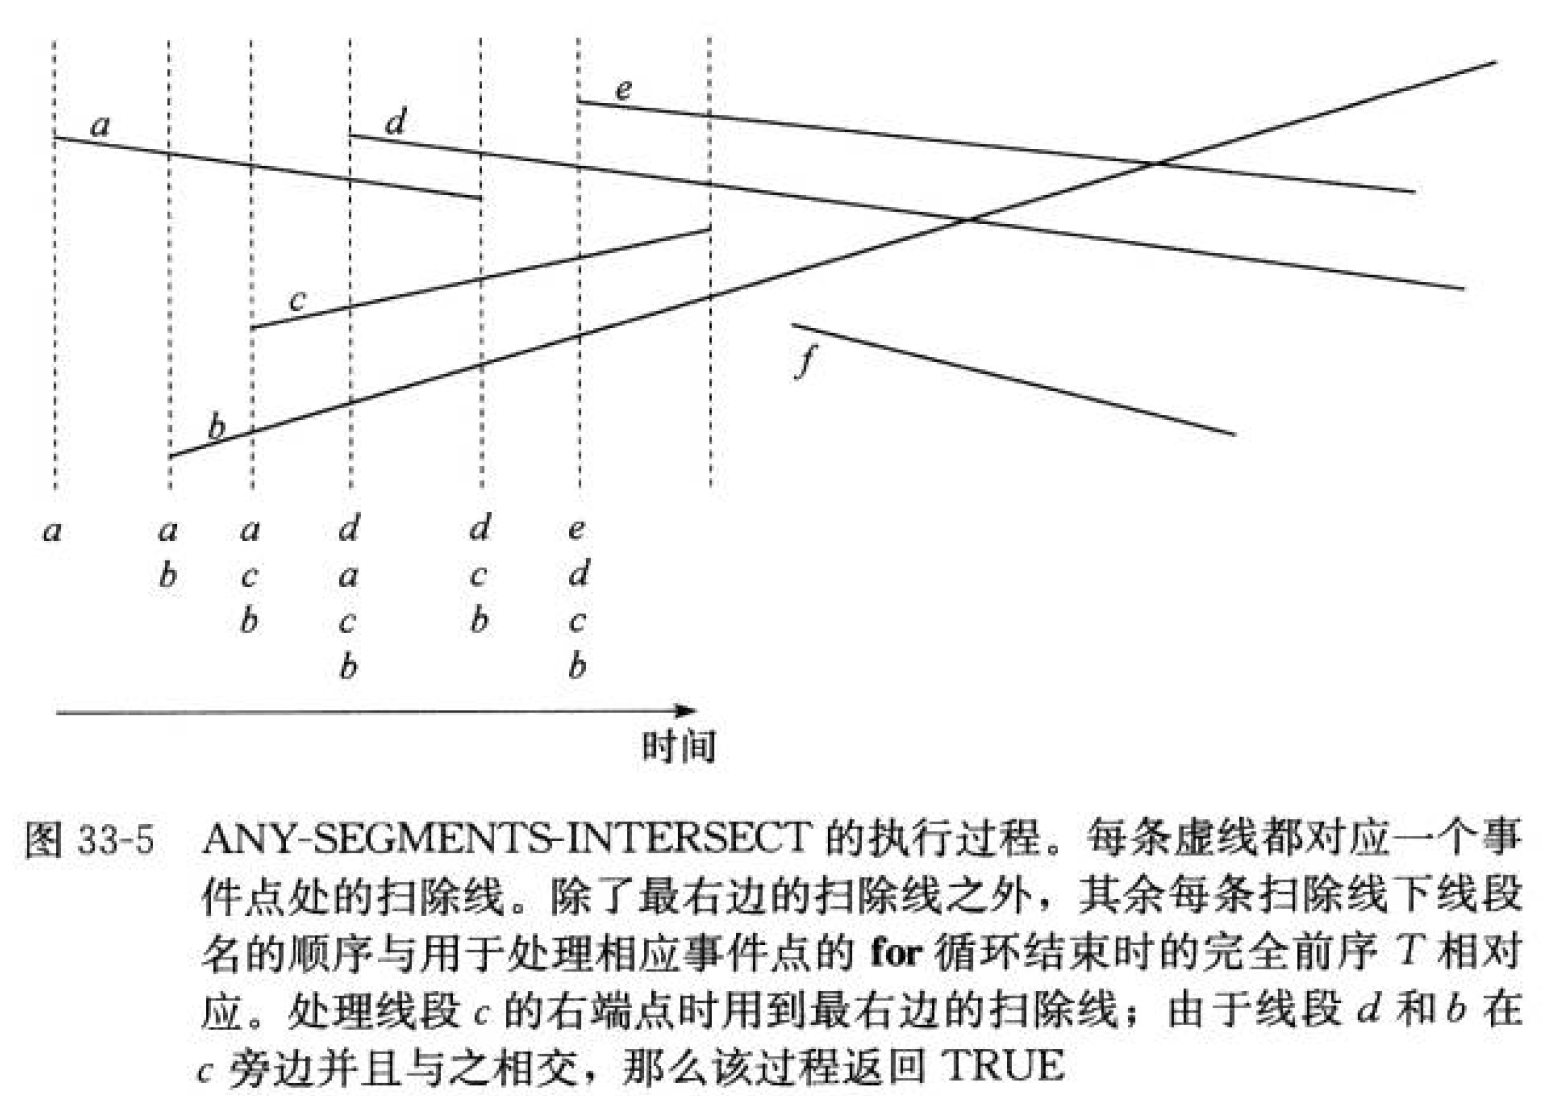 e
a
d
c
b
f
a a a d d e
b c a c d
b c b c
b b
时间
图 33-5 ANY-SEGMENTS-INTERSECT 的执行过程。每条虚线都对应一个事
件点处的扫除线。除了最右边的扫除线之外，其余每条扫除线下线段
名的顺序与用于处理相应事件点的 for 循环结束时的完全前序 T 相对
应。处理线段 c 的右端点时用到最右边的扫除线；由于线段 d 和 b 在
c 旁边并且与之相交，那么该过程返回 TRUE